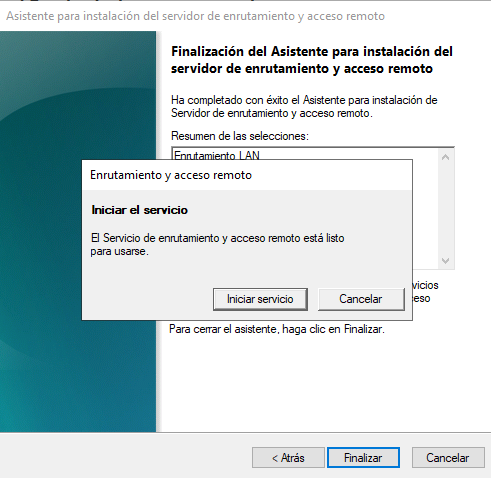 Asistente para instalación del servidor de enrutamiento y acceso remoto
Finalización del Asistente para instalación del
servidor de enrutamiento y acceso remoto
Ha completado con éxito el Asistente para instalación de
Servidor de enrutamiento y acceso remoto.
Resumen de las selecciones:
Enrutamiento LAN
Enrutamiento y acceso remoto
Iniciar el servicio
El Servicio de enrutamiento y acceso remoto está listo
para usarse.
Iniciar servicio
Cancelar
vicios
ceso
Para cerrar el asistente, haga clic en Finalizar.
< Atrás
Finalizar
Cancelar